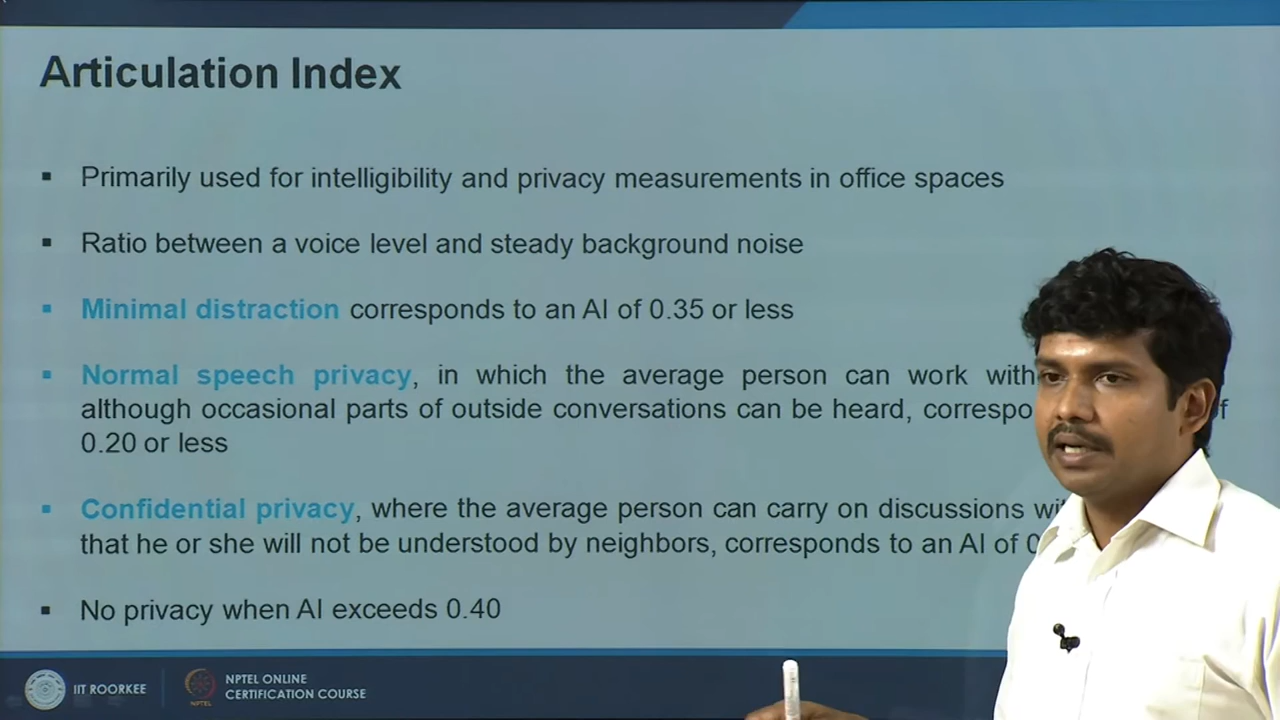 Articulation Index
▪ Primarily used for intelligibility and privacy measurements in office spaces
▪ Ratio between a voice level and steady background noise
▪ Minimal distraction corresponds to an AI of 0.35 or less
▪ Normal speech privacy, in which the average person can work
although occasional parts of outside conversations can be heard,
0.20 or less
▪ Confidential privacy, where the average person can carry on discussions
that he or she will not be understood by neighbors, corresponds to an AI of
▪ No privacy when AI exceeds 0.40
IIT ROORKEE
NPTEL
NPTEL ONLINE
CERTIFICATION COURSE